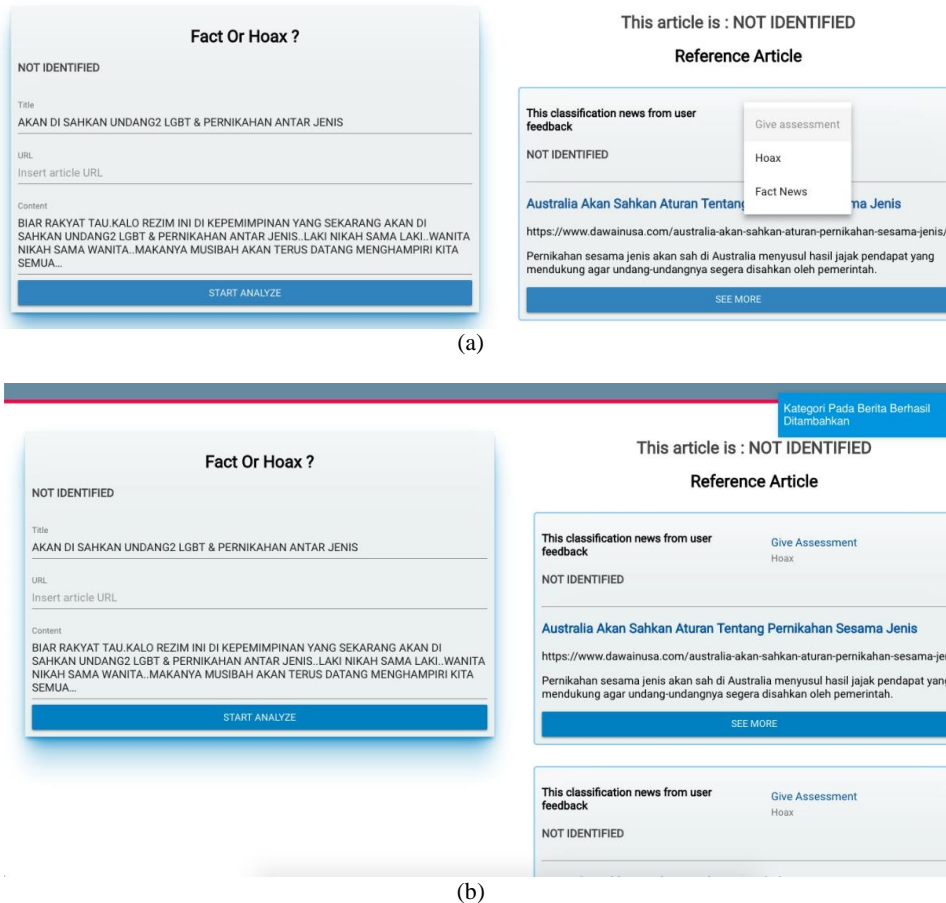 Fact Or Hoax ?
NOT IDENTIFIED
Title
AKAN DI SAHKAN UNDANG2 LGBT & PERNIKAHAN ANTAR JENIS
URL
Insert article URL
Content
BIAR RAKYAT TAU.KALO REZIM INI DI KEPEMIMPINAN YANG SEKARANG AKAN DI
SAHKAN UNDANG2 LGBT & PERNIKAHAN ANTAR JENIS..LAKI NIKAH SAMA LAKI..WANITA
NIKAH SAMA WANITA..MAKANYA MUSIBAH AKAN TERUS DATANG MENGHAMPIRI KITA
SEMUA...
START ANALYZE
This article is : NOT IDENTIFIED
Reference Article
This classification news from user
feedback
Give assessment
Hoax
Fact News
NOT IDENTIFIED
Australia Akan Sahkan Aturan Tentang ma Jenis
https://www.dawainusa.com/australia-akan-sahkan-aturan-pernikahan-sesama-jenis/
Pernikahan sesama jenis akan sah di Australia menyusul hasil jajak pendapat yang
mendukung agar undang-undangnya segera disahkan oleh pemerintah.
SEE MORE
(a)
Kategori Pada Berita Berhasil
Ditambahkan
Fact Or Hoax ?
NOT IDENTIFIED
Title
AKAN DI SAHKAN UNDANG2 LGBT & PERNIKAHAN ANTAR JENIS
URL
Insert article URL
Content
BIAR RAKYAT TAU.KALO REZIM INI DI KEPEMIMPINAN YANG SEKARANG AKAN DI
SAHKAN UNDANG2 LGBT & PERNIKAHAN ANTAR JENIS..LAKI NIKAH SAMA LAKI..WANITA
NIKAH SAMA WANITA..MAKANYA MUSIBAH AKAN TERUS DATANG MENGHAMPIRI KITA
SEMUA...
START ANALYZE
This article is : NOT IDENTIFIED
Reference Article
This classification news from user
feedback
Give Assessment
Hoax
NOT IDENTIFIED
Australia Akan Sahkan Aturan Tentang Pernikahan Sesama Jenis
https://www.dawainusa.com/australia-akan-sahkan-aturan-pernikahan-sesama-je
Pernikahan sesama jenis akan sah di Australia menyusul hasil jajak pendapat yang
mendukung agar undang-undangnya segera disahkan oleh pemerintah.
SEE MORE
This classification news from user
feedback
Give Assessment
Hoax
NOT IDENTIFIED
(b)